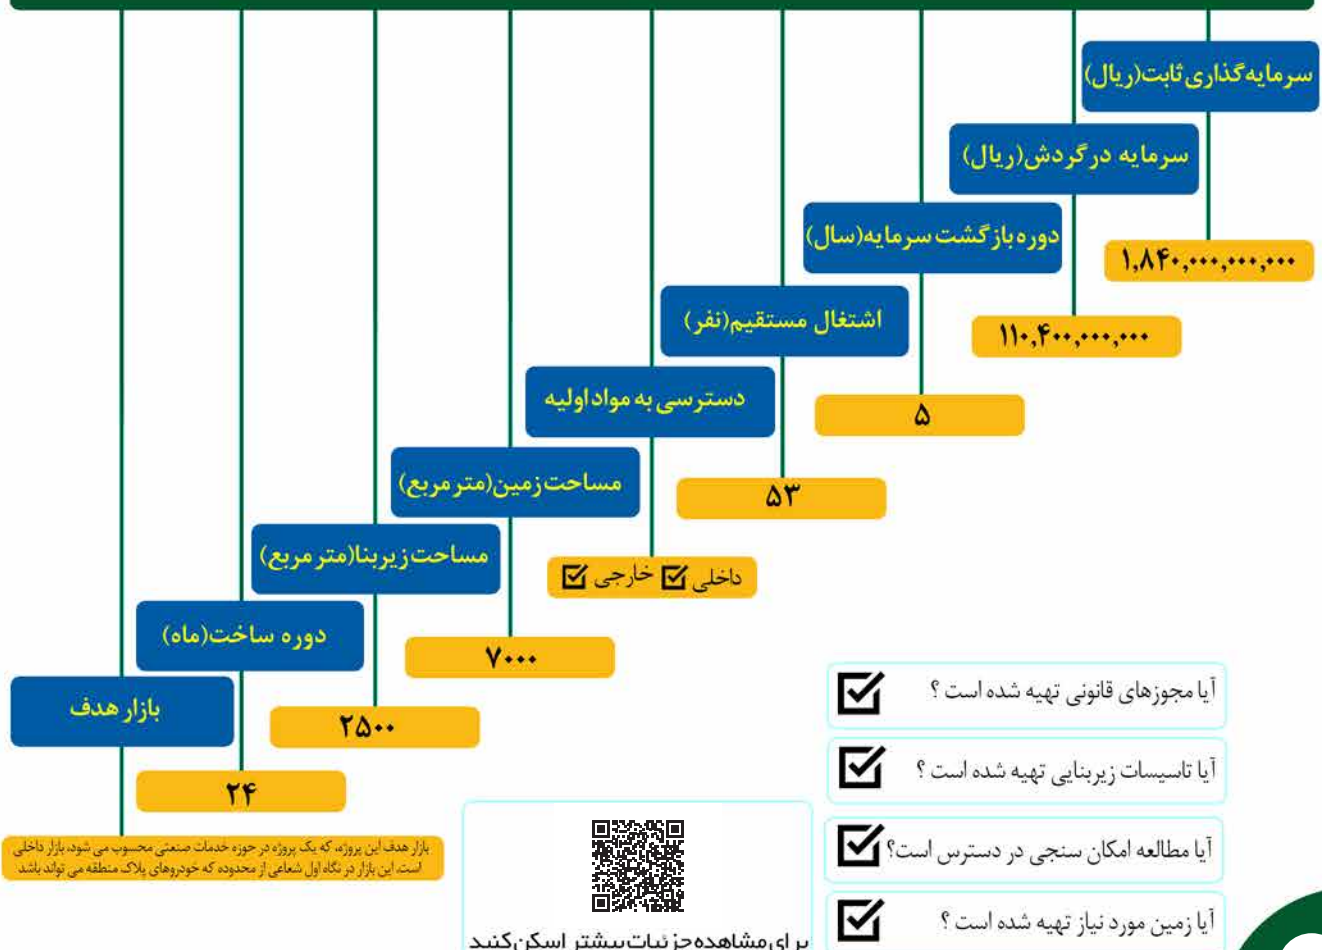 سرمایه‌گذاری ثابت(ریال)
۱,۸۴۰,۰۰۰,۰۰۰,۰۰۰
سرمایه در گردش(ریال)
۱۱۰,۴۰۰,۰۰۰,۰۰۰
دوره بازگشت سرمایه(سال)
۵
اشتغال مستقیم(نفر)
۵۳
دسترسی به مواد اولیه
داخلی ☑ خارجی ☑
مساحت زمین(متر مربع)
۷۰۰۰
مساحت زیربنا(متر مربع)
۲۵۰۰
دوره ساخت(ماه)
۲۴
بازار هدف
بازار هدف این پروژه، که یک پروژه در حوزه خدمات صنعتی محسوب می شود، بازار داخلی
است. این بازار در نگاه اول شعاعی از محدوده که خودروهای پلاک منطقه می تواند باشد
آیا مجوزهای قانونی تهیه شده است ؟ ☑
آیا تاسیسات زیربنایی تهیه شده است ؟ ☑
آیا مطالعه امکان سنجی در دسترس است؟ ☑
آیا زمین مورد نیاز تهیه شده است ؟ ☑
برای مشاهده جزئیات بیشتر اسکن کنید